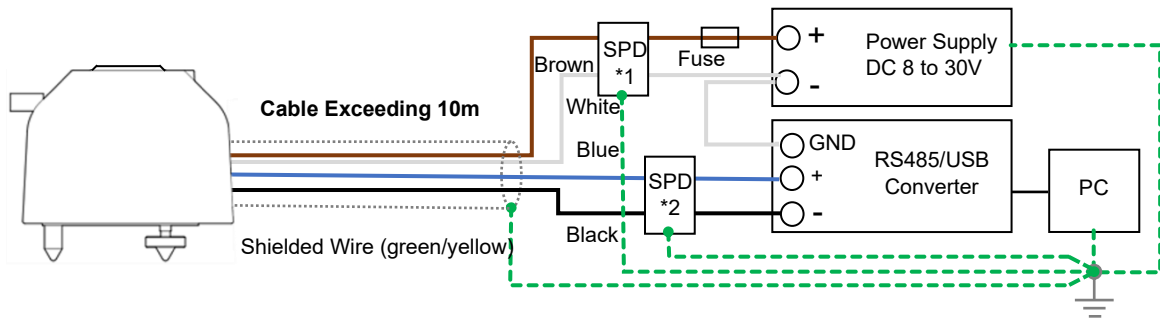 SPD
*1
Fuse
+
-
Power Supply
DC 8 to 30V
Brown
White
Cable Exceeding 10m
Blue
GND
+
-
RS485/USB
Converter
PC
SPD
*2
Black
Shielded Wire (green/yellow)